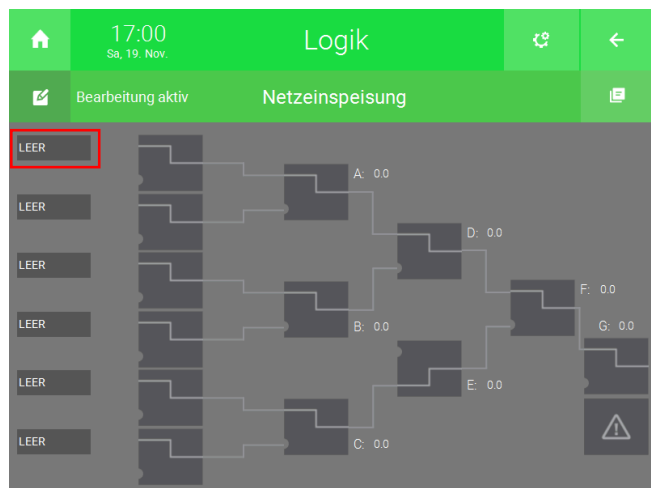 17:00
Sa, 19. Nov.
Logik
Bearbeitung aktiv
Netzeinspeisung
LEER
A: 0.0
LEER
D: 0.0
LEER
F: 0.0
LEER
B: 0.0
G: 0.0
LEER
E: 0.0
LEER
C: 0.0